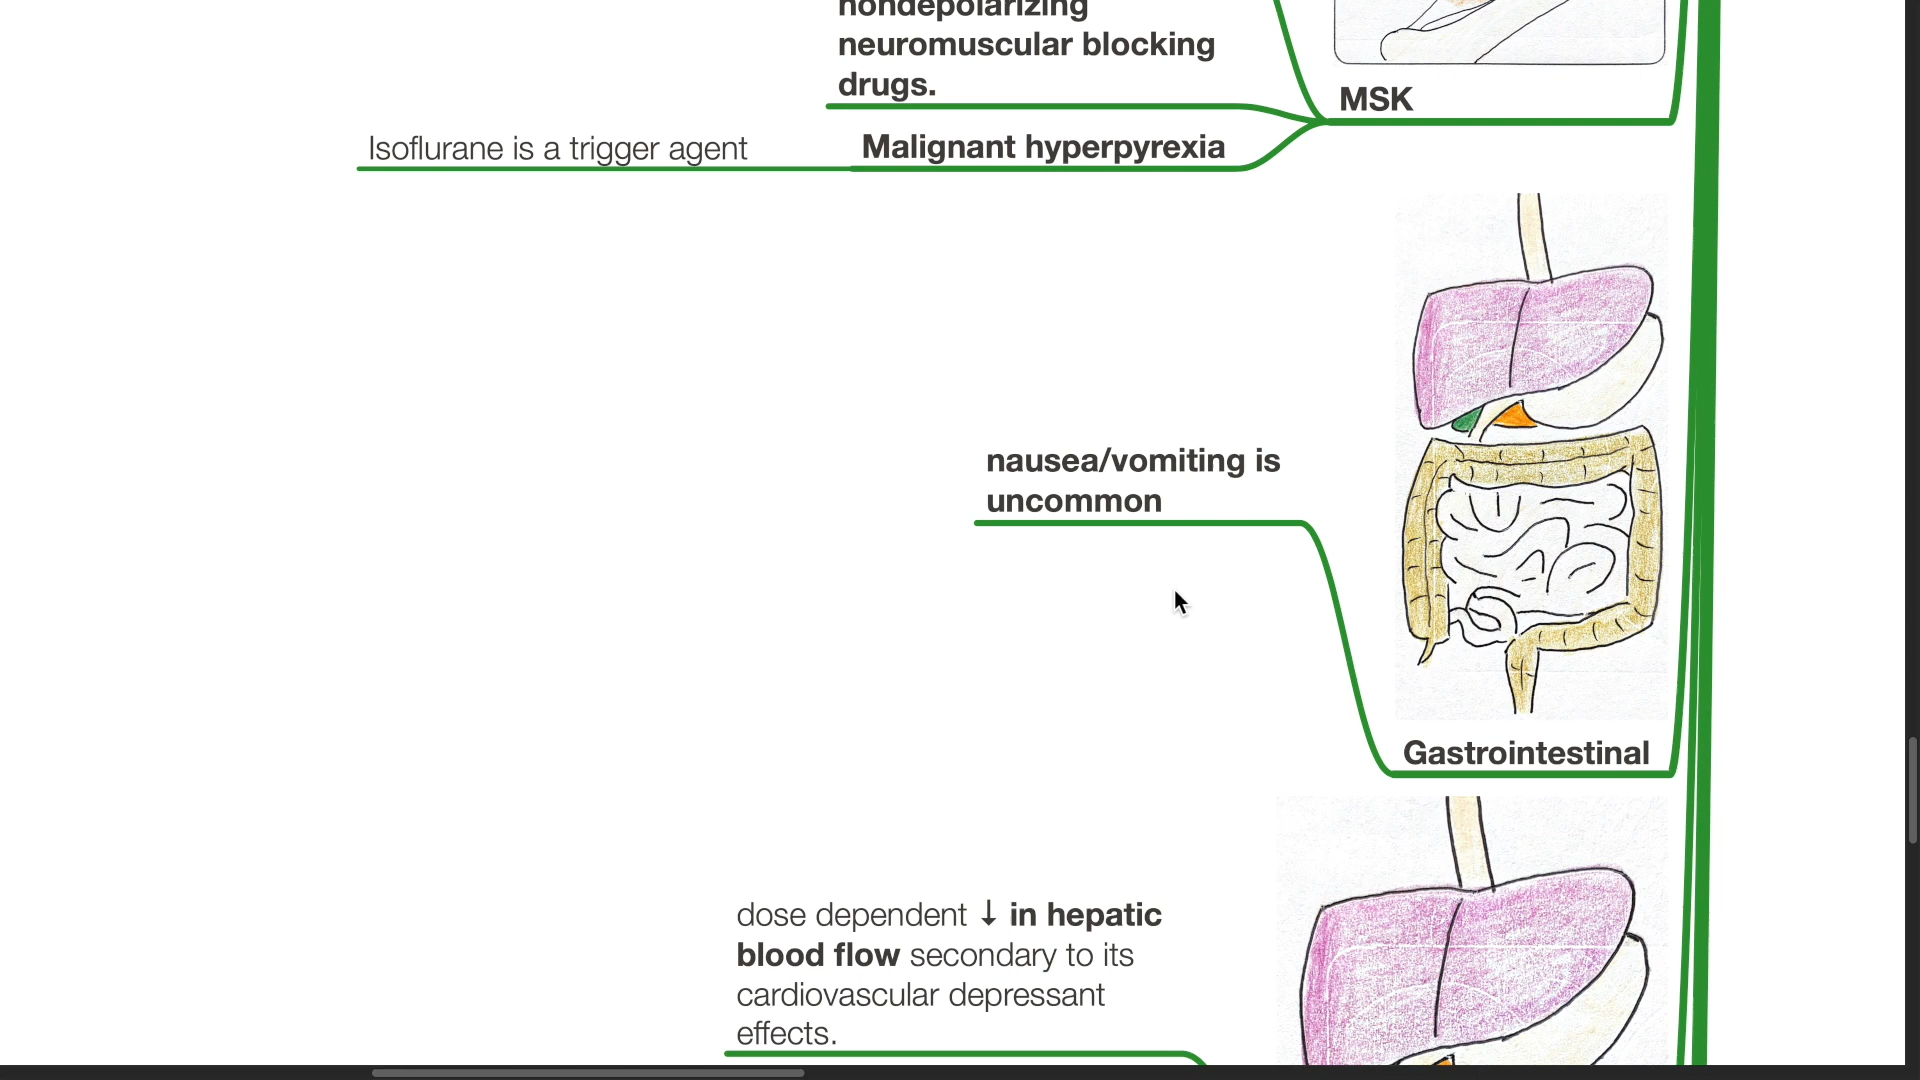 nondepolarizing
neuromuscular blocking
drugs.
MSK
Isoflurane is a trigger agent
Malignant hyperpyrexia
nausea/vomiting is
uncommon
Gastrointestinal
dose dependent ↓ in hepatic
blood flow secondary to its
cardiovascular depressant
effects.